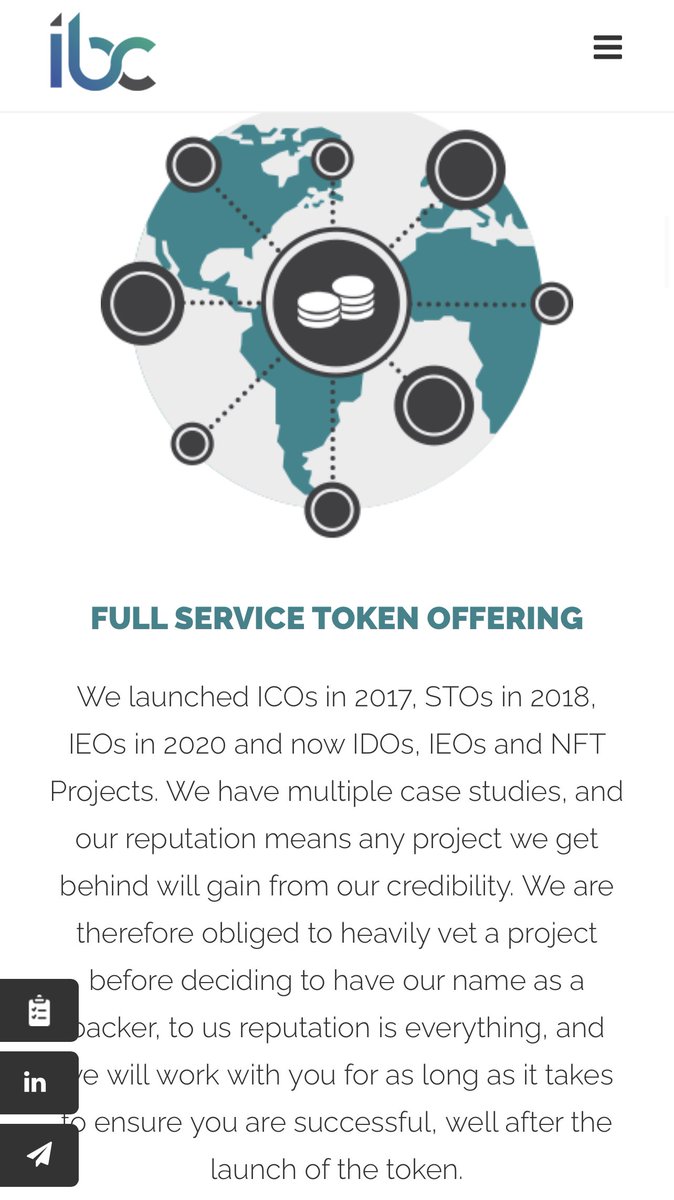 ibc
FULL SERVICE TOKEN OFFERING
We launched ICOs in 2017, STOs in 2018,
IEOs in 2020 and now IDOs, IEOs and NFT
Projects. We have multiple case studies, and
our reputation means any project we get
behind will gain from our credibility. We are
therefore obliged to heavily vet a project
before deciding to have our name as a
backer, to us reputation is everything, and
we will work with you for as long as it takes
in
to ensure you are successful, well after the
launch of the token.